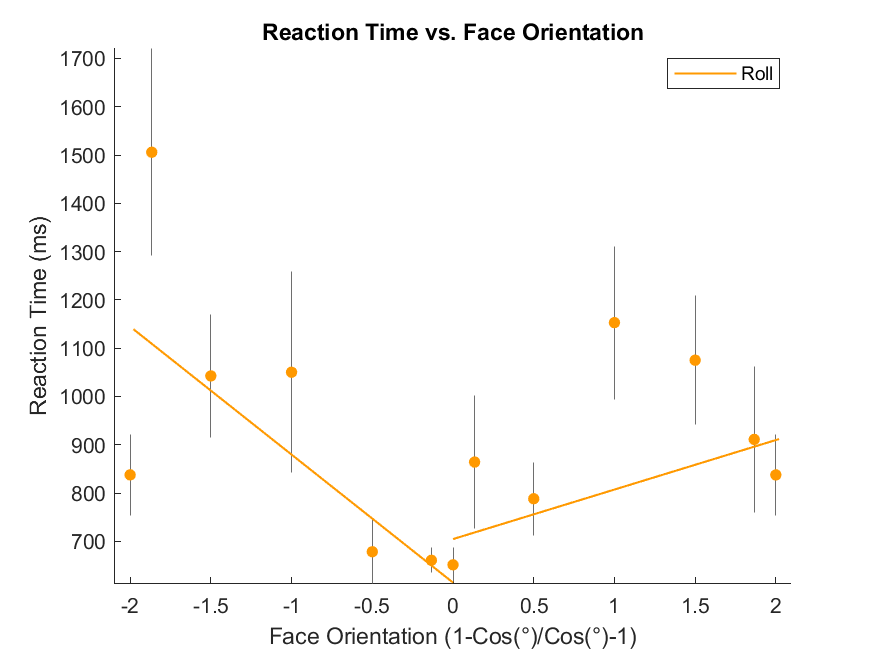 Reaction Time vs. Face Orientation
Roll
Reaction Time (ms)
1700
1600
1500
1400
1300
1200
1100
1000
900
800
700
-2 -1.5 -1 -0.5 0 0.5 1 1.5 2
Face Orientation (1-Cos(°)/Cos(°)-1)